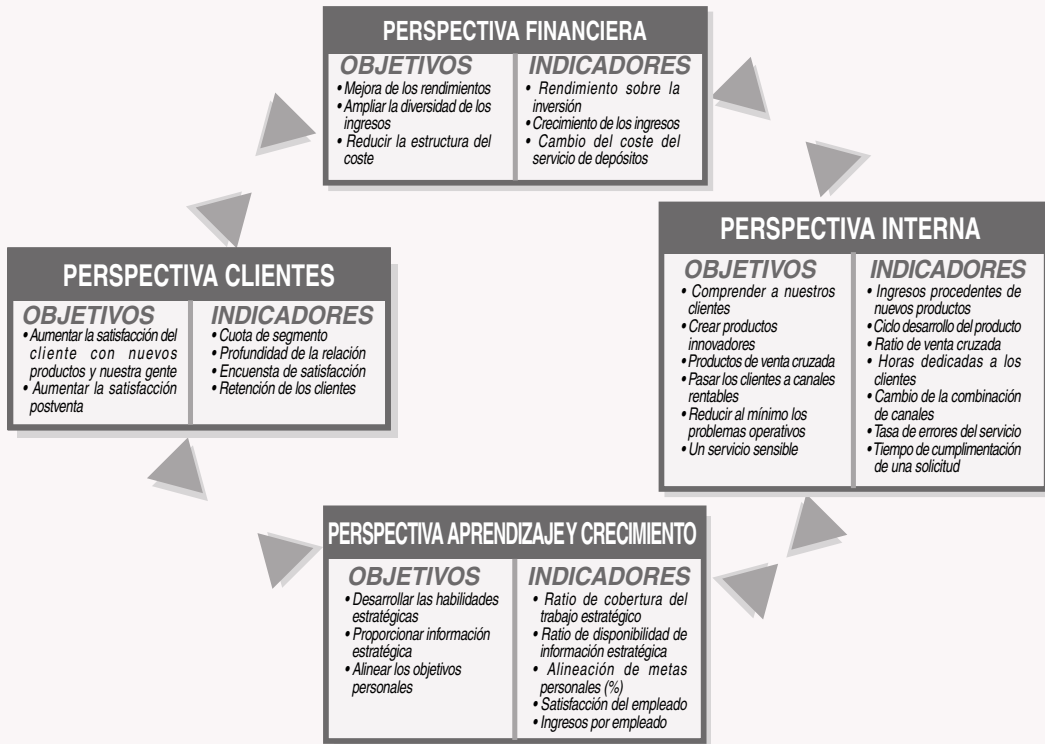 PERSPECTIVA FINANCIERA
OBJETIVOS
• Mejora de los rendimientos
• Ampliar la diversidad de los
ingresos
• Reducir la estructura del
coste
INDICADORES
• Rendimiento sobre la
inversión
• Crecimiento de los ingresos
• Cambio del coste del
servicio de depósitos
PERSPECTIVA CLIENTES
OBJETIVOS
• Aumentar la satisfacción del
cliente con nuevos
productos y nuestra gente
• Aumentar la satisfacción
postventa
INDICADORES
• Cuota de segmento
• Profundidad de la relación
• Encuensta de satisfacción
• Retención de los clientes
PERSPECTIVA INTERNA
OBJETIVOS
• Comprender a nuestros
clientes
• Crear productos
innovadores
• Productos de venta cruzada
• Pasar los clientes a canales
rentables
• Reducir al mínimo los
problemas operativos
• Un servicio sensible
INDICADORES
• Ingresos procedentes de
nuevos productos
• Ciclo desarrollo del producto
• Ratio de venta cruzada
• Horas dedicadas a los
clientes
• Cambio de la combinación
de canales
• Tasa de errores del servicio
• Tiempo de cumplimentación
de una solicitud
PERSPECTIVA APRENDIZAJE Y CRECIMIENTO
OBJETIVOS
• Desarrollar las habilidades
estratégicas
• Proporcionar información
estratégica
• Alinear los objetivos
personales
INDICADORES
• Ratio de cobertura del
trabajo estratégico
• Ratio de disponibilidad de
información estratégica
• Alineación de metas
personales (%)
• Satisfacción del empleado
• Ingresos por empleado